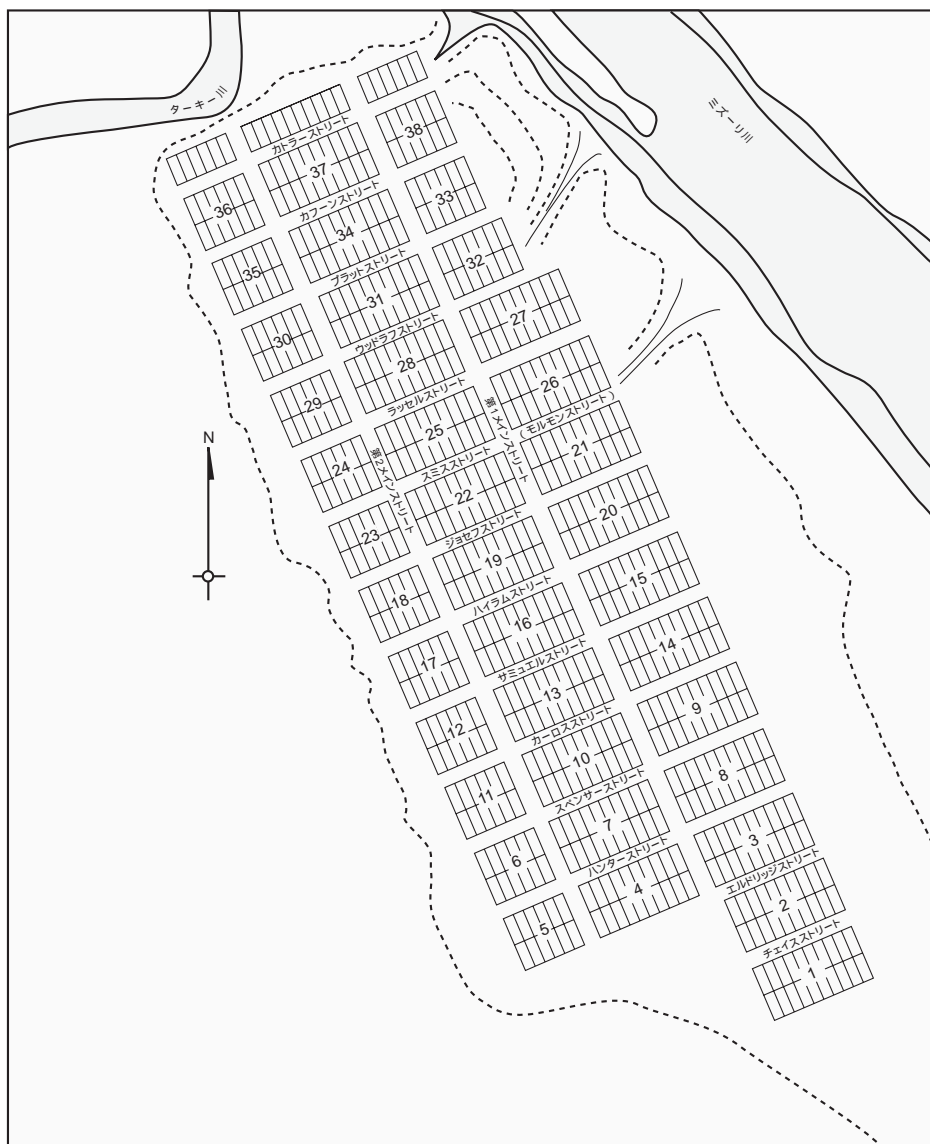 ターキー川
ミズーリ川
カトラーストリート
38
37
36
カフーンストリート
33
34
35
プラットストリート
32
31
30
ウッドラフストリート
27
28
29
ラッセルストリート
26
第1メインストリート
(モルモンストリート)
25
24
第2メインストリート
スミスストリート
21
22
23
N
ジョセフストリート
20
19
18
ハイラムストリート
15
16
17
サミュエルストリート
14
13
12
カーロスストリート
9
10
11
スペンサーストリート
8
7
6
ハンターストリート
3
4
5
エルドリッジストリート
2
チェイスストリート
1